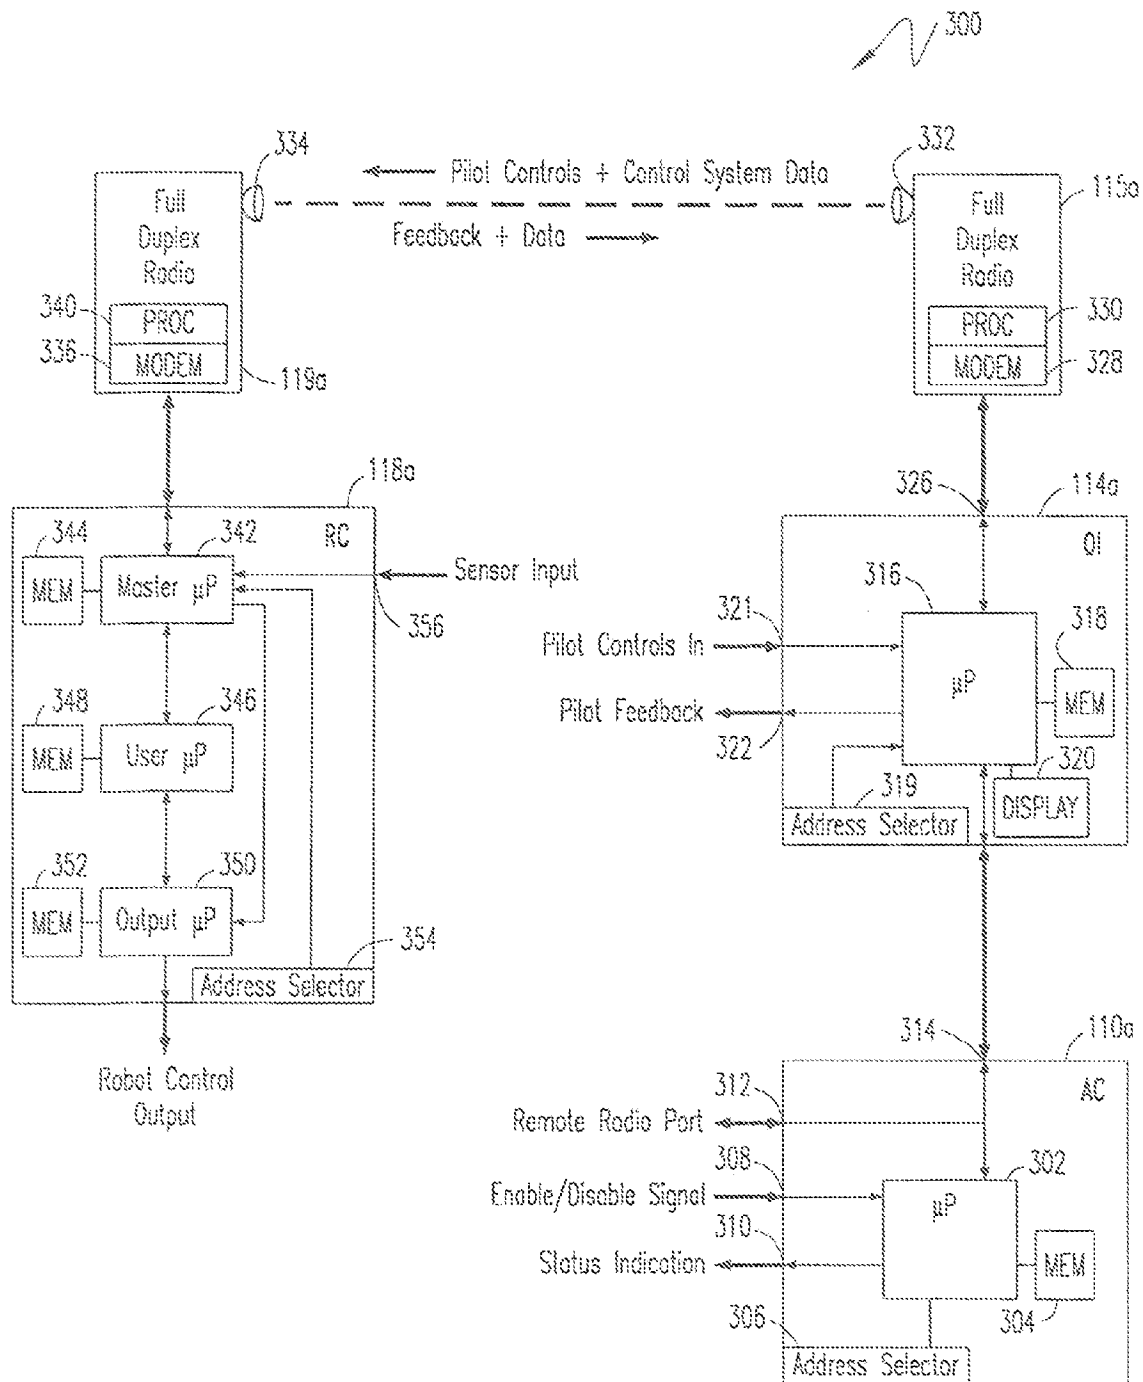 300
334
Pilot Controls + Control System Data
332
115a
Full
Duplex
Radio
Feedback + Data
Full
Duplex
Radio
340
PROC
336
MODEM
119a
PROC
330
MODEM
328
118a
RC
344
MEM
342
Master µP
Sensor Input
356
348
MEM
346
User µP
352
MEM
350
Output µP
354
Address Selector
Robot Control
Output
326
114a
OI
316
321
Pilot Controls In
µP
318
MEM
Pilot Feedback
322
319
320
DISPLAY
Address Selector
314
110a
AC
312
Remote Radio Port
308
302
Enable/Disable Signal
µP
310
Status Indication
MEM
306
304
Address Selector